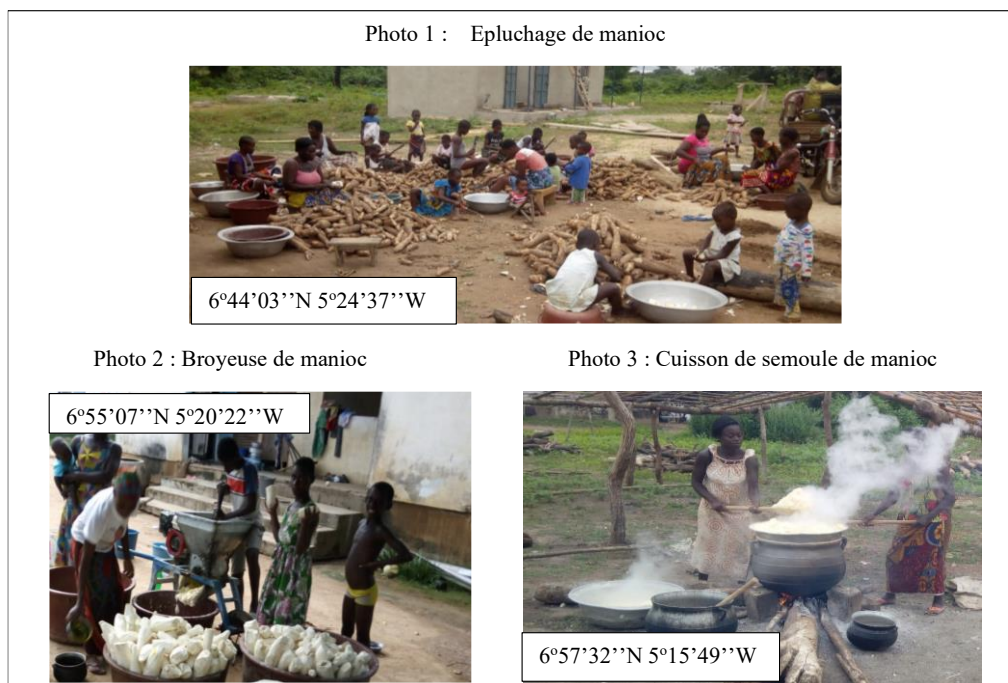 Photo 1 : Epluchage de manioc
6°44'03''N 5°24'37''W
Photo 2 : Broyeuse de manioc
Photo 3 : Cuisson de semoule de manioc
6°55'07''N 5°20'22''W
6°57'32''N 5°15'49''W